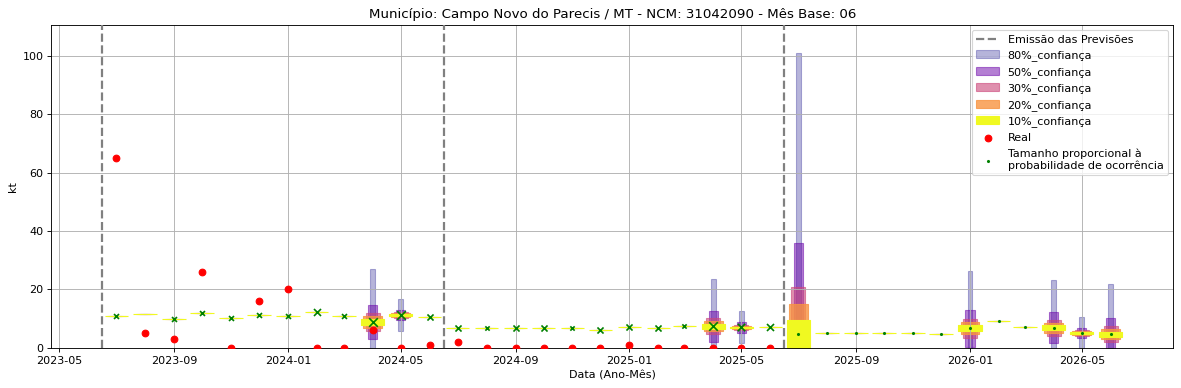 Município: Campo Novo do Parecis / MT - NCM: 31042090 - Mês Base: 06
kt
100
80
60
40
20
0
Emissão das Previsões
80%_confiança
50%_confiança
30%_confiança
20%_confiança
10%_confiança
Real
Tamanho proporcional à
probabilidade de ocorrência
2023-05
2023-09
2024-01
2024-05
2024-09
2025-01
2025-05
2025-09
2026-01
2026-05
Data (Ano-Mês)